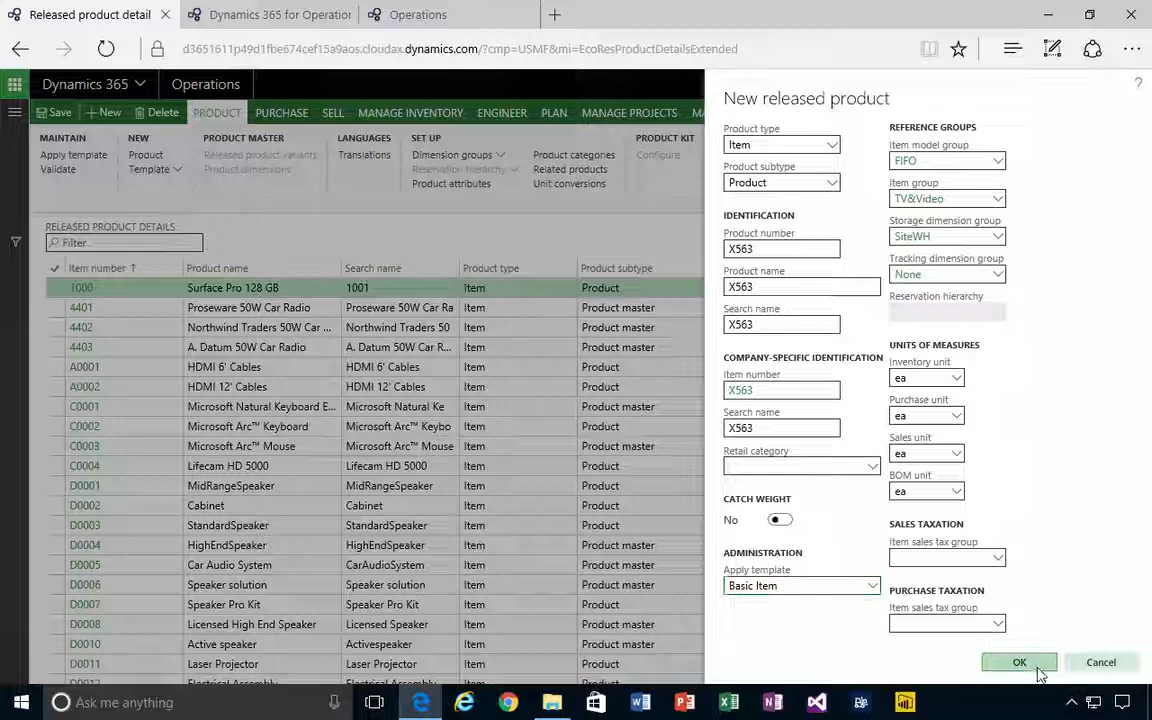 Released product detail
Dynamics 365 for Operation
Operations
d3651611p49d1fbe674cef15a9aos.cloudax.dynamics.com/?cmp=USMF&mi=EcoResProductDetailsExtended
Dynamics 365
Operations
Save
New
Delete
PRODUCT
PURCHASE
SELL
MANAGE INVENTORY
ENGINEER
PLAN
MANAGE PROJECTS
MAINTAIN
Apply template
Validate
NEW
Product
Template
PRODUCT MASTER
Released product variants
Product dimensions
LANGUAGES
Translations
SET UP
Dimension groups
Reservation hierarchy
Product attributes
Product categories
Related products
Unit conversions
PRODUCT KIT
Configure
RELEASED PRODUCT DETAILS
Filter
Item number Product name Search name Product type Product subtype
1000 Surface Pro 128 GB 1001 Item Product
4401 Proseware 50W Car Radio Proseware 50W Car Ra Item Product master
4402 Northwind Traders 50W Car ... Northwind Traders 50 Item Product master
4403 A. Datum 50W Car Radio A. Datum 50W Car R... Item Product master
A0001 HDMI 6' Cables HDMI 6' Cables Item Product
A0002 HDMI 12' Cables HDMI 12' Cables Item Product
C0001 Microsoft Natural Keyboard E... Microsoft Natural Ke Item Product master
C0002 Microsoft Arc™ Keyboard Microsoft Arc™ Keybo Item Product
C0003 Microsoft Arc™ Mouse Microsoft Arc™ Mouse Item Product master
C0004 Lifecam HD 5000 Lifecam HD 5000 Item Product
D0001 MidRangeSpeaker MidRangeSpeaker Item Product
D0002 Cabinet Cabinet Item Product
D0003 StandardSpeaker StandardSpeaker Item Product
D0004 HighEndSpeaker HighEndSpeaker Item Product master
D0005 Car Audio System CarAudioSystem Item Product master
D0006 Speaker solution Speaker solution Item Product master
D0007 Speaker Pro Kit Speaker Pro Kit Item Product
D0008 Licensed High End Speaker Licensed Speaker Item Product master
D0010 Active speaker Activespeaker Item Product master
D0011 Laser Projector Laser Projector Item Product
?
New released product
Product type
Item
Product subtype
Product
IDENTIFICATION
Product number
X563
Product name
X563
Search name
X563
COMPANY-SPECIFIC IDENTIFICATION
Item number
X563
Search name
X563
Retail category
CATCH WEIGHT
No
ADMINISTRATION
Apply template
Basic Item
REFERENCE GROUPS
Item model group
FIFO
Item group
TV&Video
Storage dimension group
SiteWH
Tracking dimension group
None
Reservation hierarchy
UNITS OF MEASURES
Inventory unit
ea
Purchase unit
ea
Sales unit
ea
BOM unit
ea
SALES TAXATION
Item sales tax group
PURCHASE TAXATION
Item sales tax group
OK
Cancel
Ask me anything